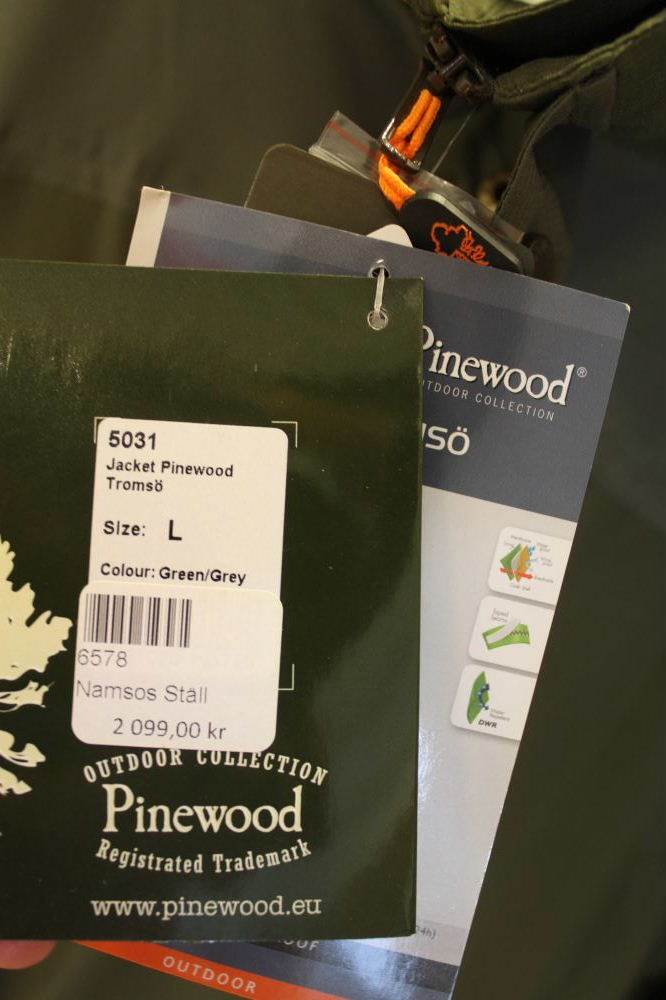 5031
Jacket Pinewood
Tromsö
Size: L
Colour: Green/Grey
6578
Namsos Ställ
2 099,00 kr
OUTDOOR COLLECTION
Pinewood
Registrated Trademark
www.pinewood.eu
Pinewood®
COLLECTION
DWR
OUTDOOR